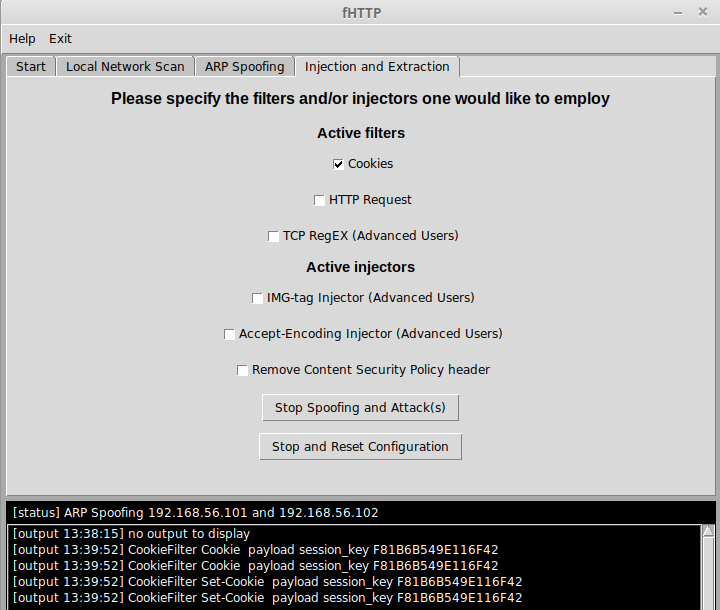 fHTTP
Help Exit
Start Local Network Scan ARP Spoofing Injection and Extraction
Please specify the filters and/or injectors one would like to employ
Active filters
Cookies
HTTP Request
TCP RegEX (Advanced Users)
Active injectors
IMG-tag Injector (Advanced Users)
Accept-Encoding Injector (Advanced Users)
Remove Content Security Policy header
Stop Spoofing and Attack(s)
Stop and Reset Configuration
[status] ARP Spoofing 192.168.56.101 and 192.168.56.102
[output 13:38:15] no output to display
[output 13:39:52] CookieFilter Cookie  payload session_key F81B6B549E116F42
[output 13:39:52] CookieFilter Cookie  payload session_key F81B6B549E116F42
[output 13:39:52] CookieFilter Set-Cookie  payload session_key F81B6B549E116F42
[output 13:39:52] CookieFilter Set-Cookie  payload session_key F81B6B549E116F42